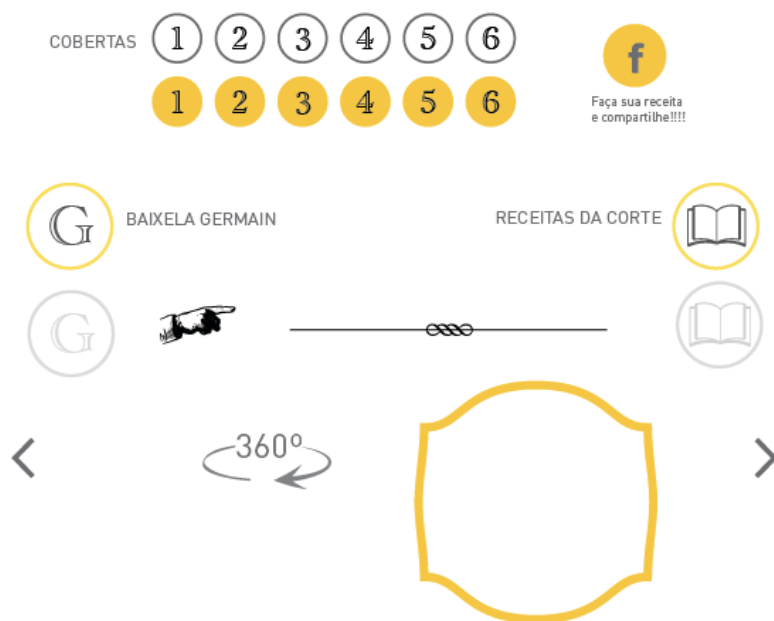 COBERTAS 1 2 3 4 5 6
1 2 3 4 5 6
f
Faça sua receita
e compartilhe!!!!
G BAIXELA GERMAIN
RECEITAS DA CORTE
G
360º